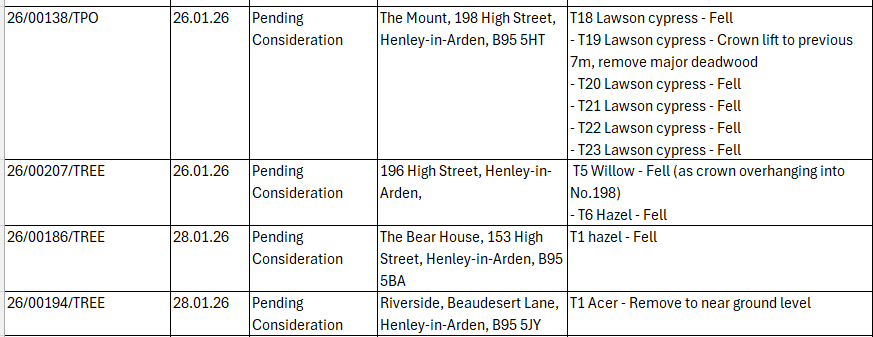 26/00138/TPO 26.01.26 Pending Consideration The Mount, 198 High Street, Henley-in-Arden, B95 5HT T18 Lawson cypress - Fell
- T19 Lawson cypress - Crown lift to previous
7m, remove major deadwood
- T20 Lawson cypress - Fell
- T21 Lawson cypress - Fell
- T22 Lawson cypress - Fell
- T23 Lawson cypress - Fell
26/00207/TREE 26.01.26 Pending Consideration 196 High Street, Henley-in-Arden, T5 Willow - Fell (as crown overhanging into
No.198)
- T6 Hazel - Fell
26/00186/TREE 28.01.26 Pending Consideration The Bear House, 153 High Street, Henley-in-Arden, B95 5BA T1 hazel - Fell
26/00194/TREE 28.01.26 Pending Consideration Riverside, Beaudesert Lane, Henley-in-Arden, B95 5JY T1 Acer - Remove to near ground level